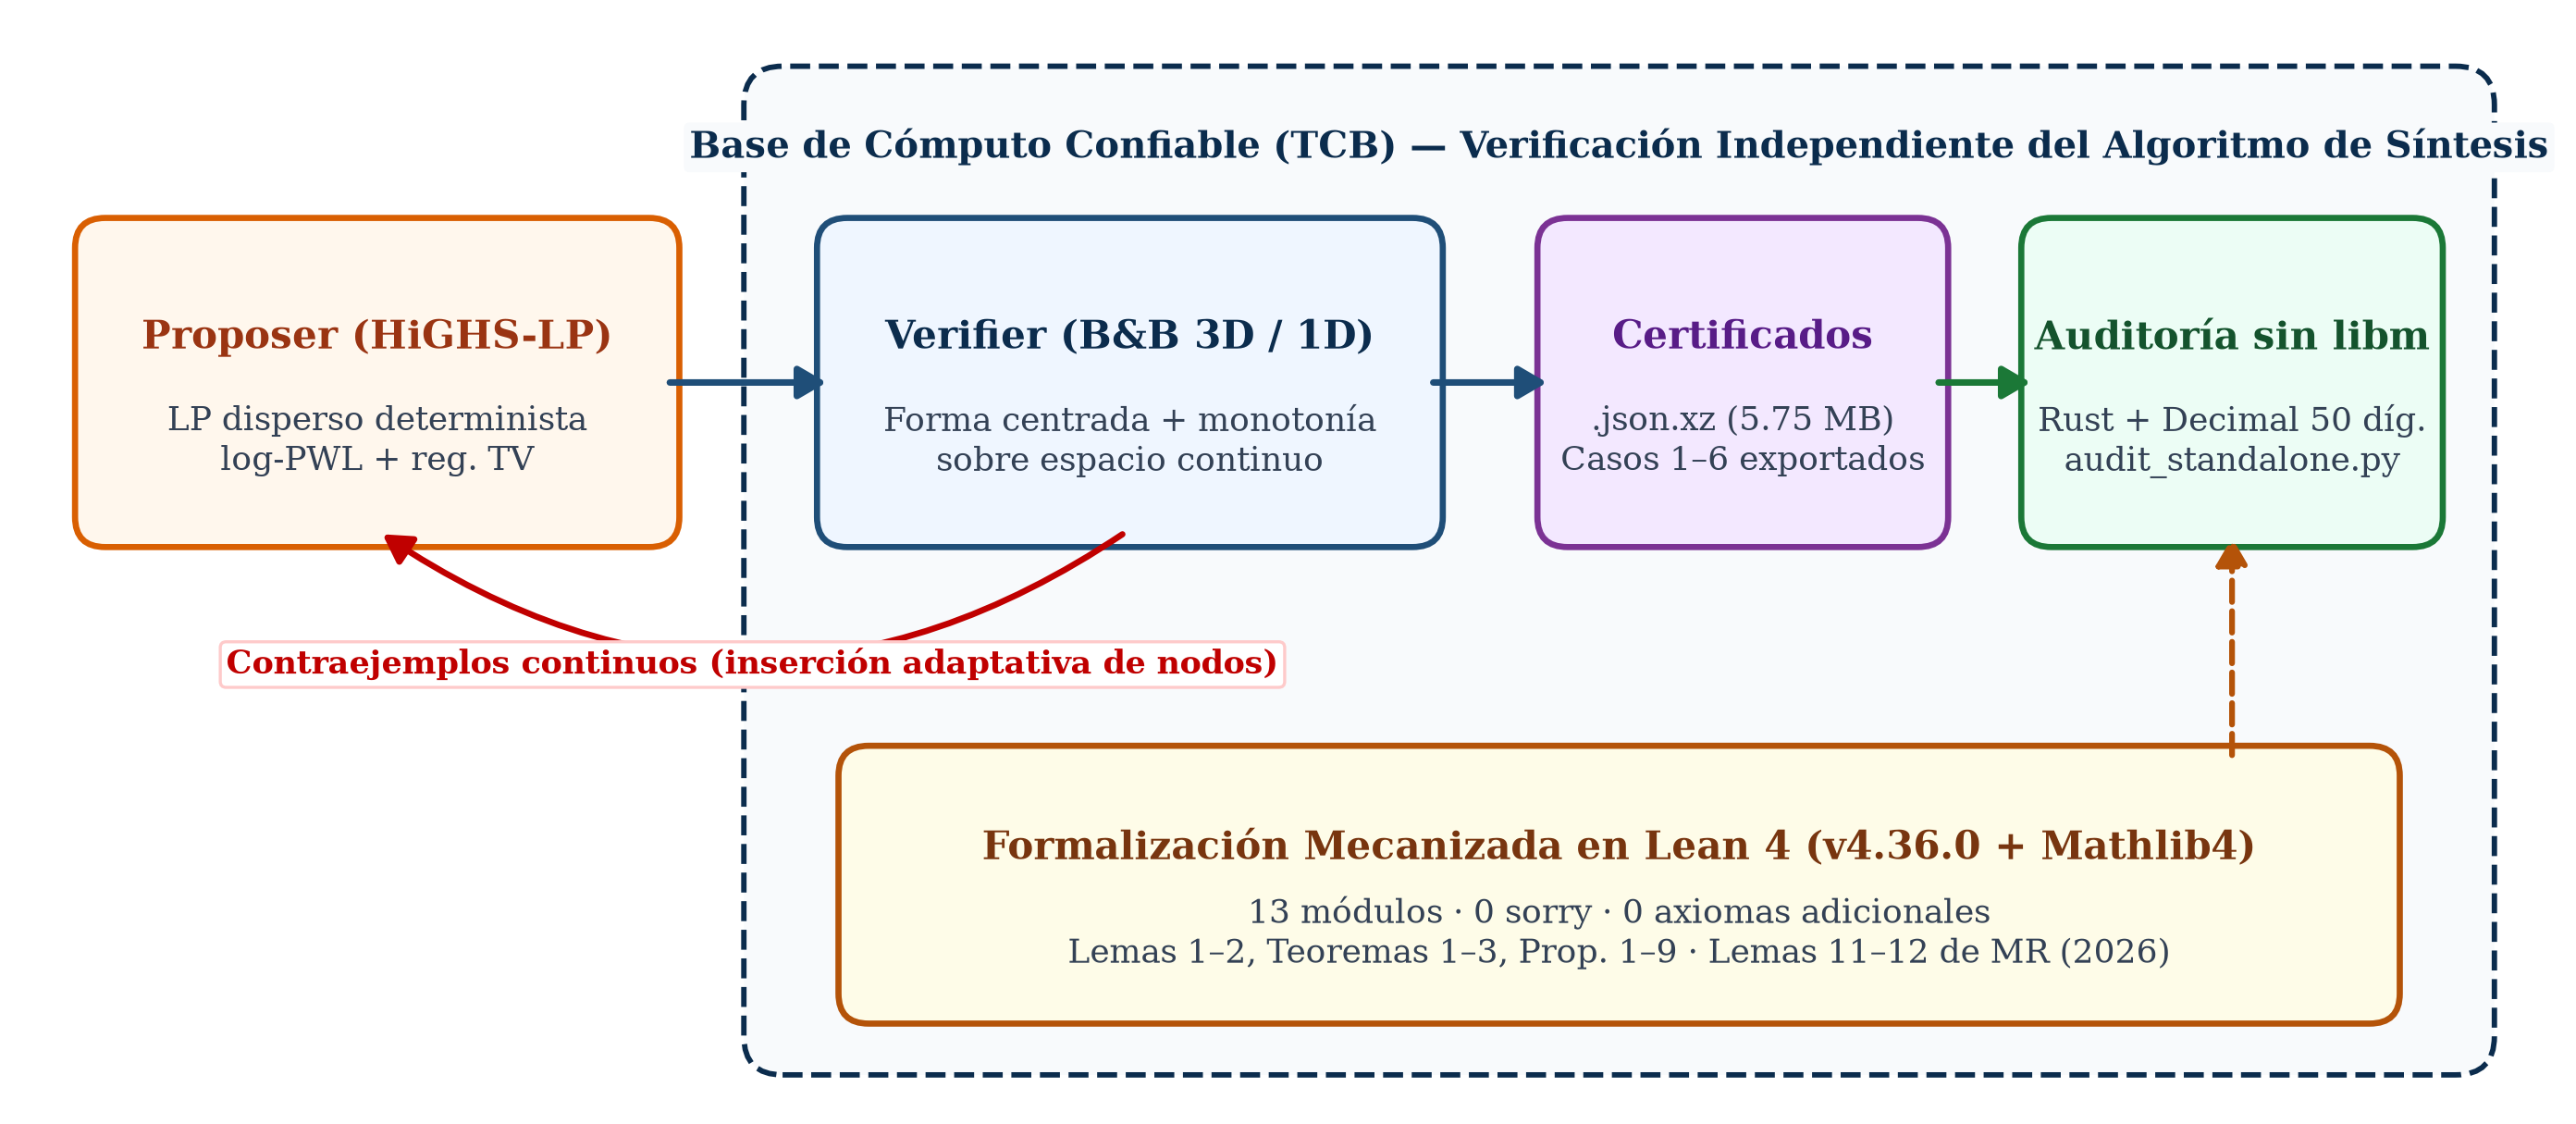 Base de Cómputo Confiable (TCB) — Verificación Independiente del Algoritmo de Síntesis
Proposer (HiGHS-LP)
LP disperso determinista
log-PWL + reg. TV
Verifier (B&B 3D / 1D)
Forma centrada + monotonía
sobre espacio continuo
Certificados
.json.xz (5.75 MB)
Casos 1–6 exportados
Auditoría sin libm
Rust + Decimal 50 díg.
audit_standalone.py
Contraejemplos continuos (inserción adaptativa de nodos)
Formalización Mecanizada en Lean 4 (v4.36.0 + Mathlib4)
13 módulos · 0 sorry · 0 axiomas adicionales
Lemas 1–2, Teoremas 1–3, Prop. 1–9 · Lemas 11–12 de MR (2026)